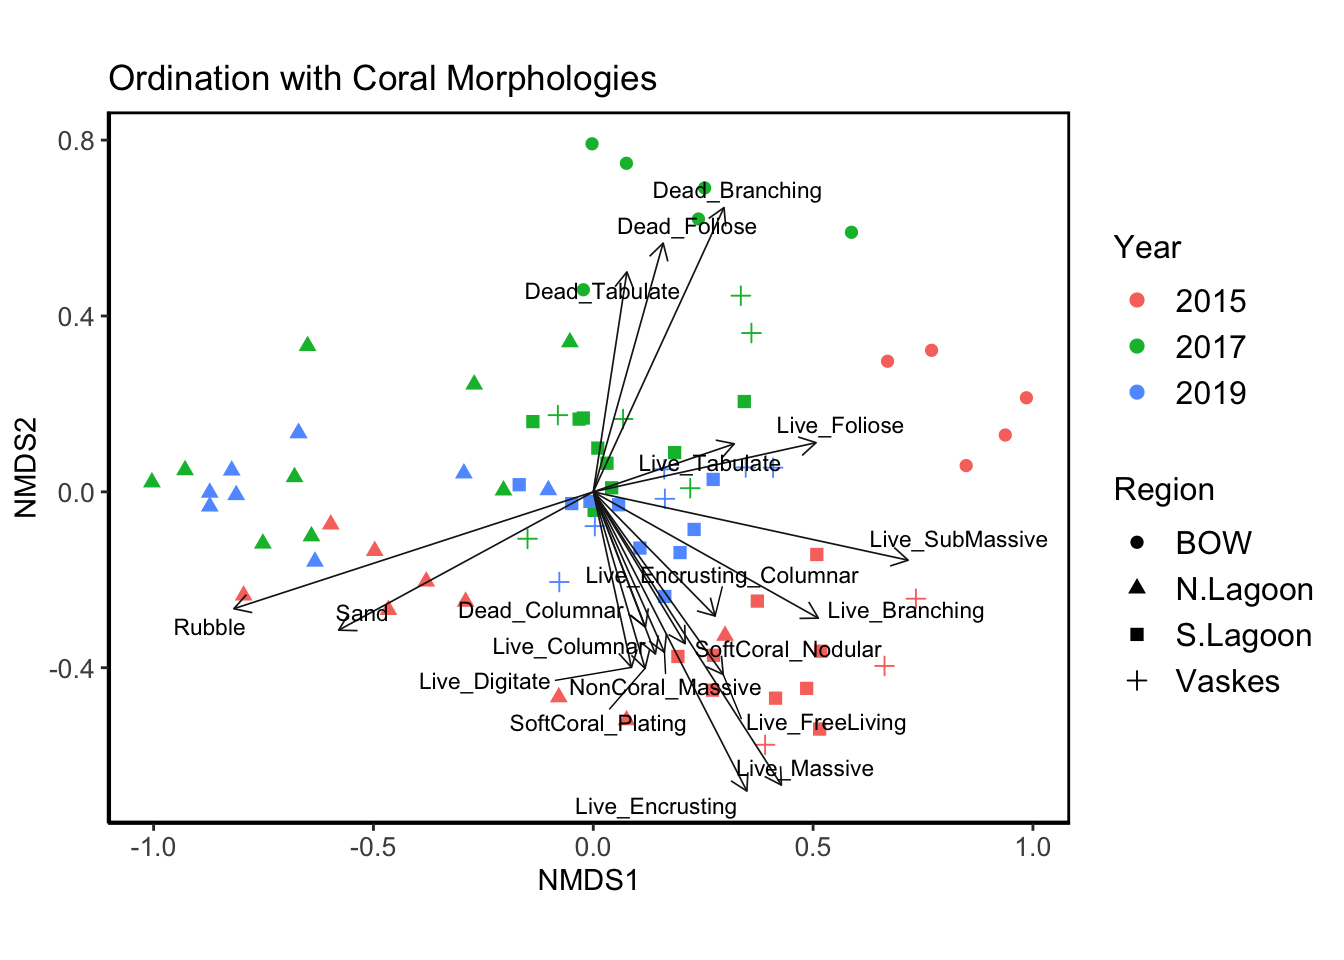 Ordination with Coral Morphologies
0.8
0.4
0.0
-0.4
NMDS2
-1.0
-0.5
0.0
0.5
1.0
NMDS1
Dead_Branching
Dead_Foliose
Dead_Tabulate
Live_Foliose
Live_Tabulate
Live_SubMassive
Live_Encrusting_Columnar
Dead_Columnar
Live_Branching
Sand
Rubble
Live_Columnar
SoftCoral_Nodular
Live_Digitate
NonCoral_Massive
SoftCoral_Plating
Live_FreeLiving
Live_Massive
Live_Encrusting
Year
2015
2017
2019
Region
BOW
N.Lagoon
S.Lagoon
Vaskes